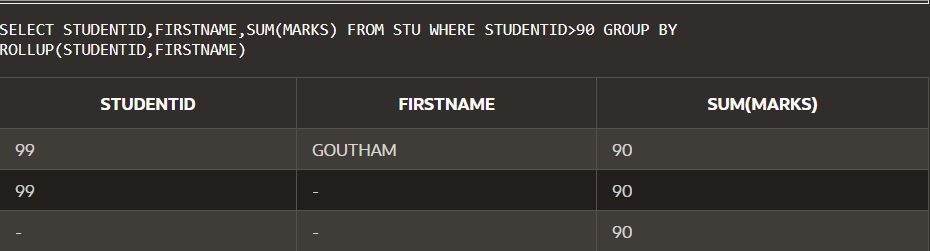 SELECT STUDENTID,FIRSTNAME,SUM(MARKS) FROM STU WHERE STUDENTID>90 GROUP BY
ROLLUP(STUDENTID,FIRSTNAME)
STUDENTID FIRSTNAME SUM(MARKS)
99 GOUTHAM 90
99 - 90
- - 90